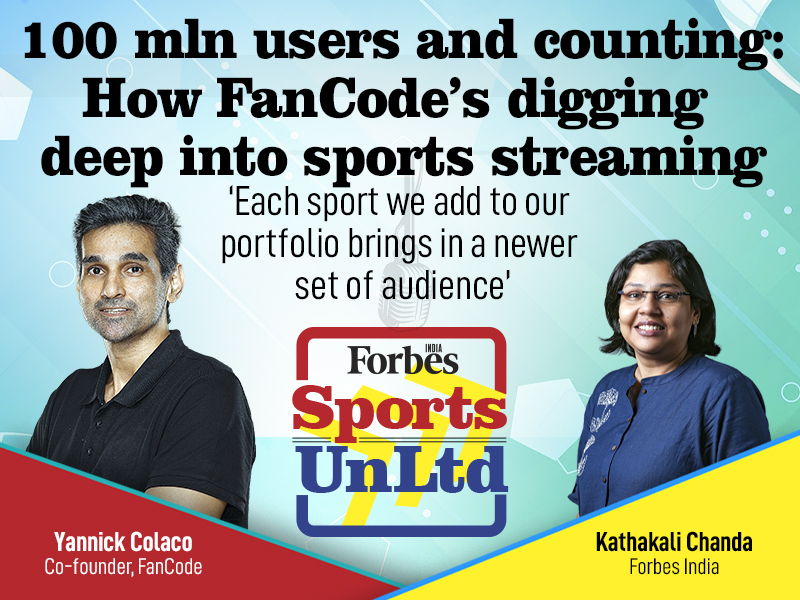 100 mln users and counting:
How FanCode’s digging
deep into sports streaming
‘Each sport we add to our
portfolio brings in a newer
set of audience’
INDIA
Forbes
Sports
UnLtd
Yannick Colaco
Co-founder, FanCode
Kathakali Chanda
Forbes India